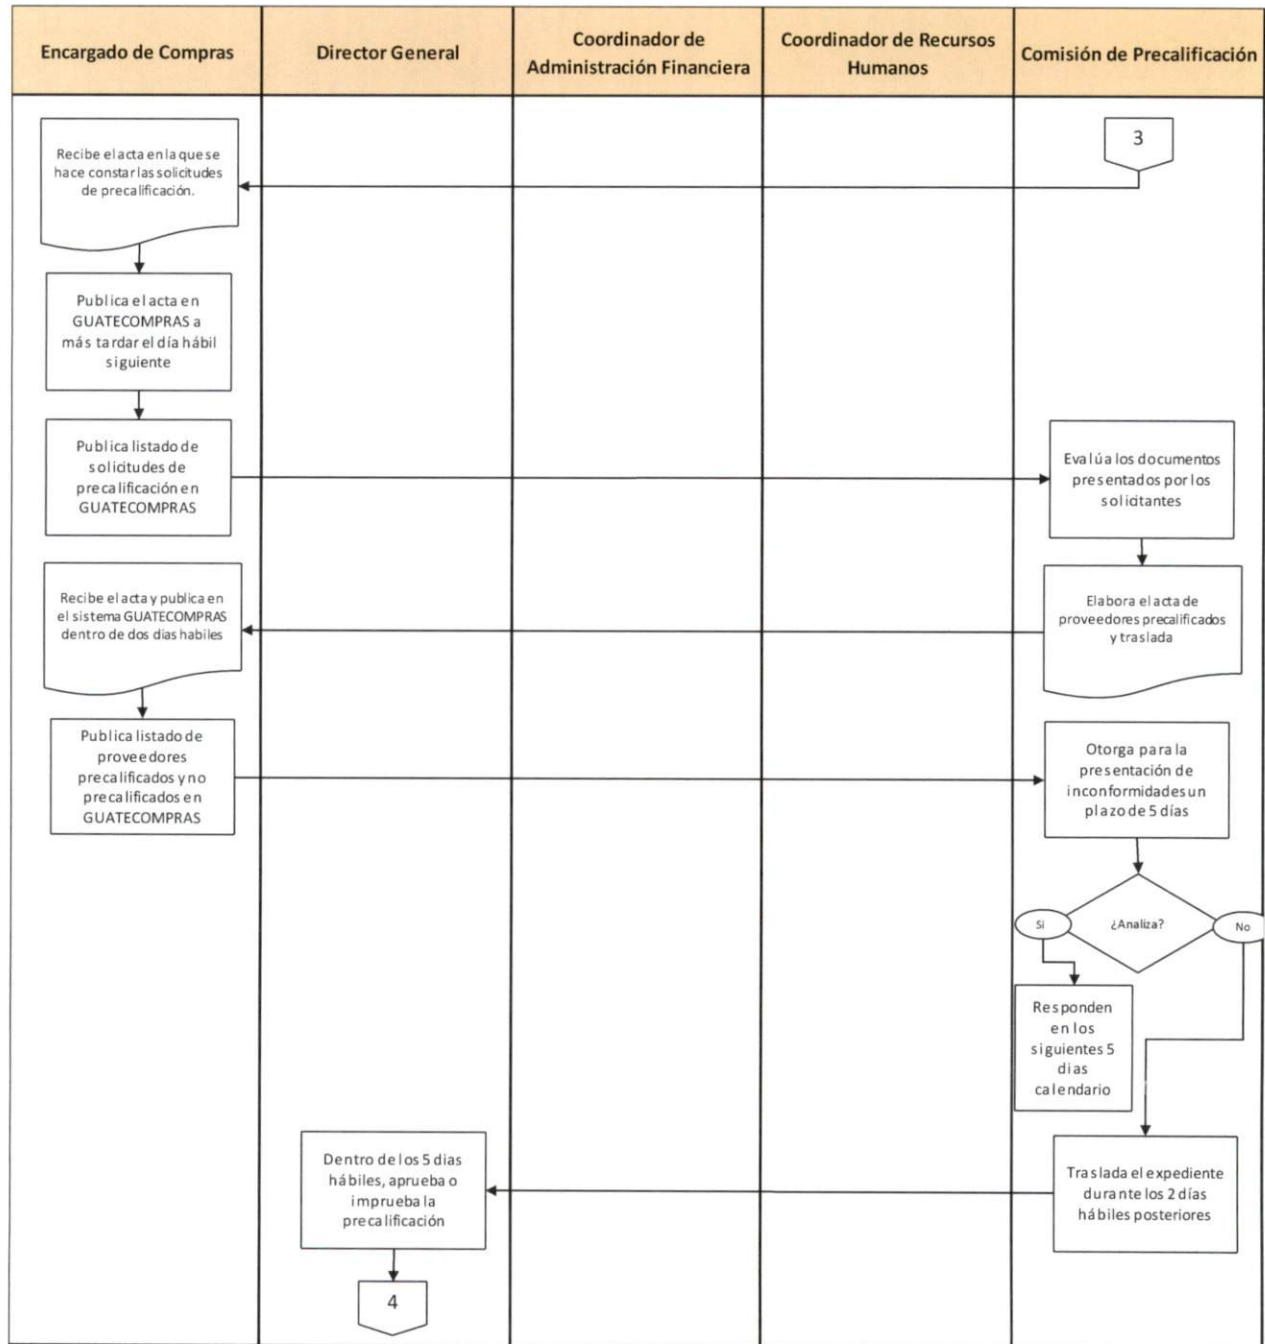 Encargado de Compras
Director General
Coordinador de
Administración Financiera
Coordinador de Recursos
Humanos
Comisión de Precalificación
3
Recibe el acta en la que se
hace constar las solicitudes
de precalificación.
Publica el acta en
GUATECOMPRAS a
más tardar el día hábil
siguiente
Publica listado de
solicitudes de
precalificación en
GUATECOMPRAS
Evalúa los documentos
presentados por los
solicitantes
Recibe el acta y publica en
el sistema GUATECOMPRAS
dentro de dos días habiles
Elabora el acta de
proveedores precalificados
y traslada
Publica listado de
proveedores
precalificados y no
precalificados en
GUATECOMPRAS
Otorga para la
presentación de
inconformidades un
plazo de 5 días
Si
¿Analiza?
No
Responden
en los
siguientes 5
dias
calendario
Dentro de los 5 dias
hábiles, aprueba o
imprueba la
precalificación
Traslada el expediente
durante los 2 días
hábiles posteriores
4